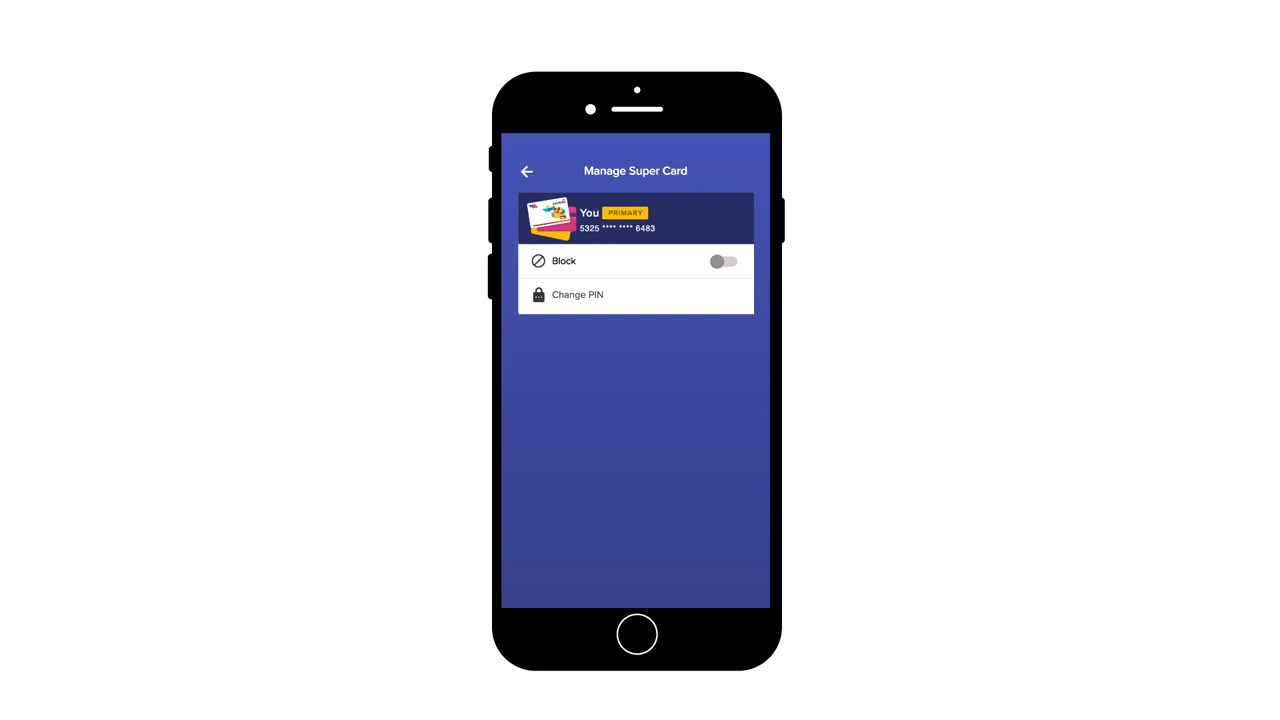 Manage Super Card
You PRIMARY
5325 **** **** 6483
Block
Change PIN